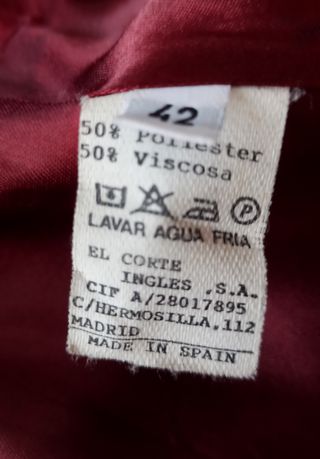 42
50% Poliester
50% Viscosa
P
LAVAR AGUA FRIA
EL CORTE
INGLES .S.A.
CIF A/28017895
C/HERMOSILLA.112
MADRID
MADE IN SPAIN